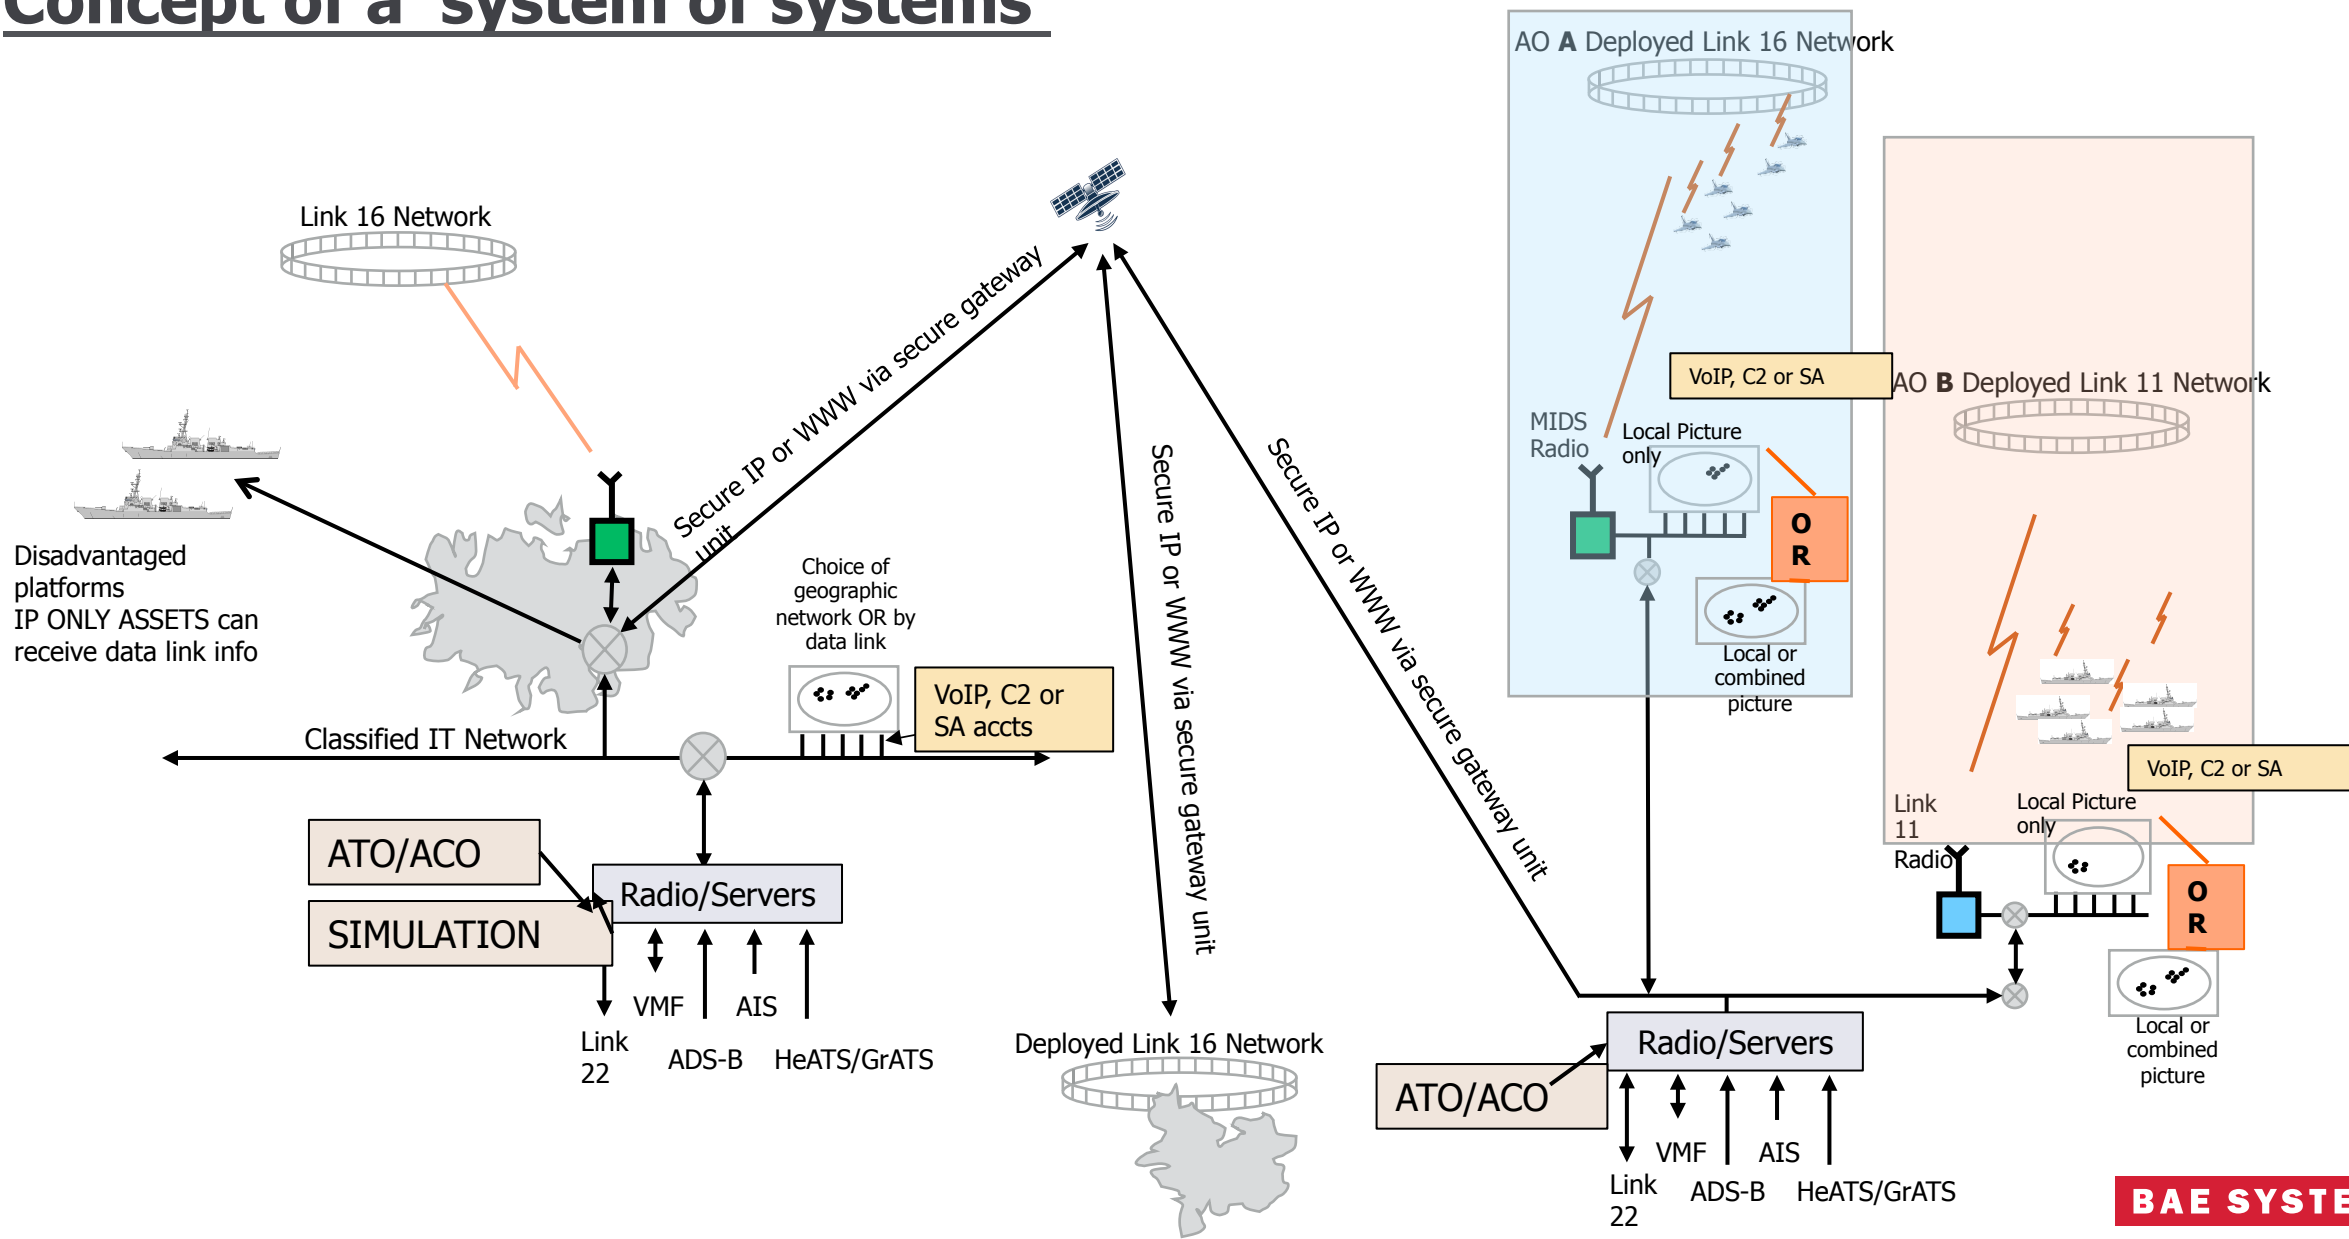 Concept of a 'system of systems'
AO A Deployed Link 16 Network
Link 16 Network
Secure IP or WWW via secure gateway
unit
Secure IP or WWW via secure gateway unit
Secure IP or WWW via secure gateway unit
VoIP, C2 or SA
AO B Deployed Link 11 Network
MIDS
Radio
Local Picture
only
O
R
Local or
combined
picture
Disadvantaged
platforms
IP ONLY ASSETS can
receive data link info
Choice of
geographic
network OR by
data link
VoIP, C2 or
SA accts
Classified IT Network
VoIP, C2 or SA
Link
11
Radio
Local Picture
only
O
R
Local or
combined
picture
ATO/ACO
SIMULATION
Radio/Servers
VMF
AIS
Link
22
ADS-B
HeATS/GrATS
Deployed Link 16 Network
Radio/Servers
ATO/ACO
VMF
AIS
Link
22
ADS-B
HeATS/GrATS
BAE SYSTE